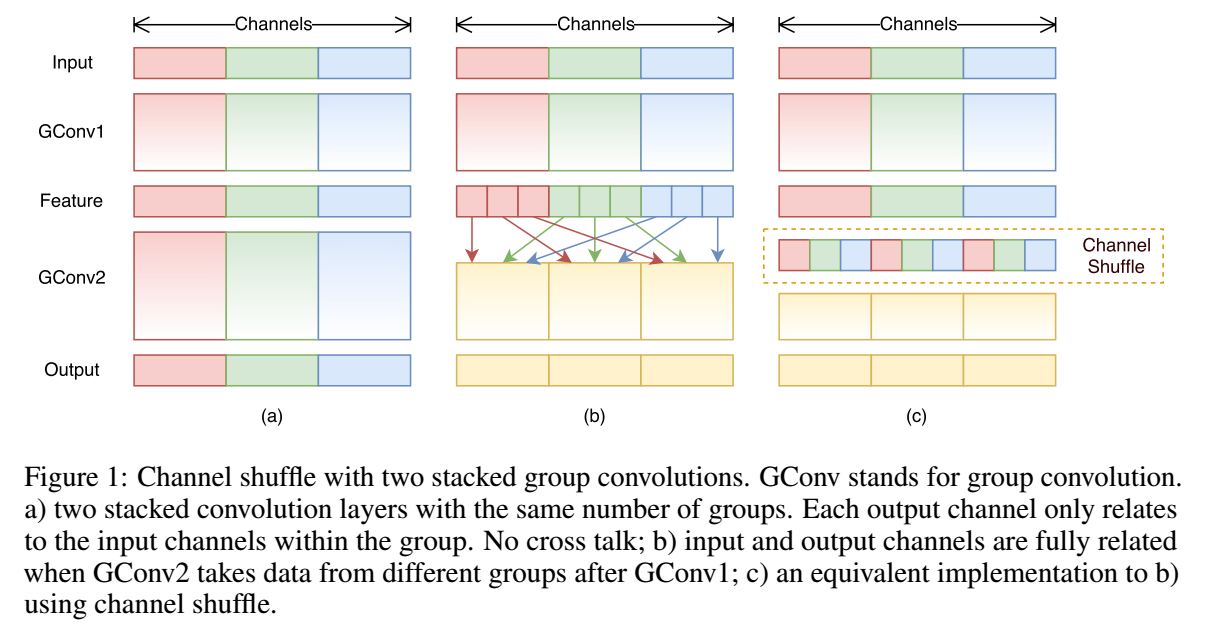 Channels Channels Channels
Input
GConv1
Feature
Channel
Shuffle
GConv2
Output
(a) (b) (c)
Figure 1: Channel shuffle with two stacked group convolutions. GConv stands for group convolution.
a) two stacked convolution layers with the same number of groups. Each output channel only relates
to the input channels within the group. No cross talk; b) input and output channels are fully related
when GConv2 takes data from different groups after GConv1; c) an equivalent implementation to b)
using channel shuffle.